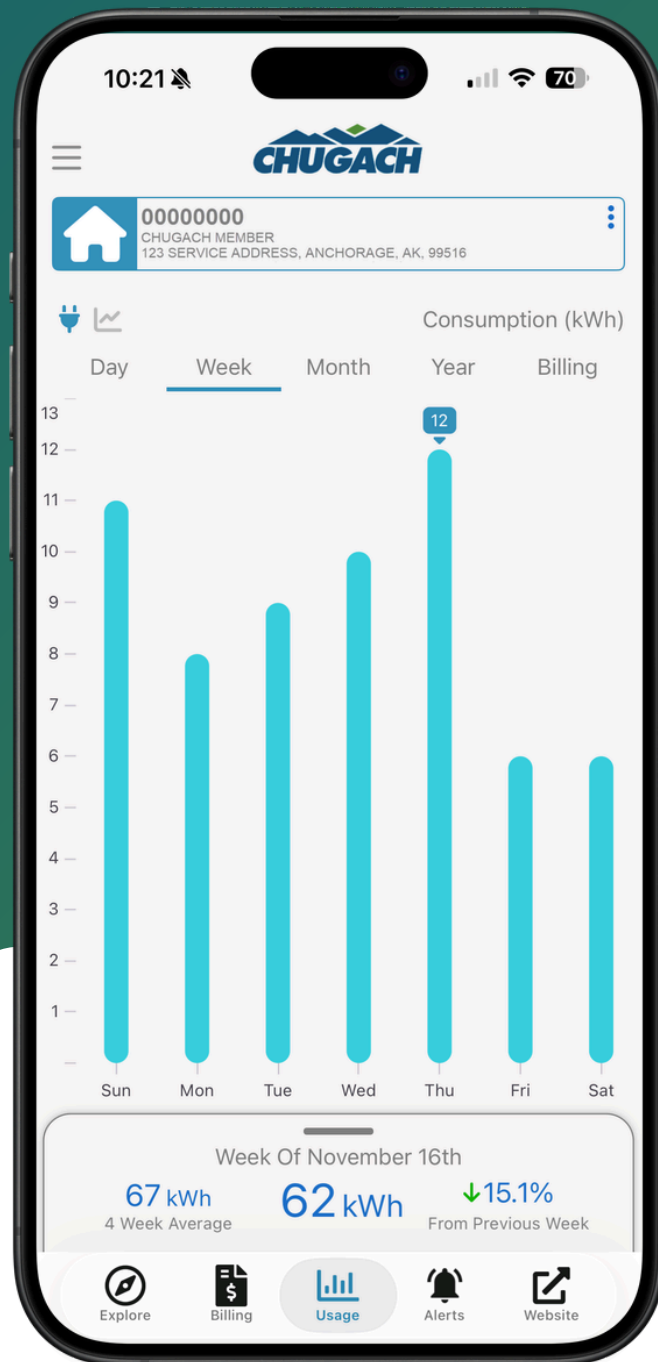 10:21
70
CHUGACH
00000000
CHUGACH MEMBER
123 SERVICE ADDRESS, ANCHORAGE, AK, 99516
Consumption (kWh)
Day Week Month Year Billing
13
12
12
11
10
9
8
7
6
5
4
3
2
1
Sun Mon Tue Wed Thu Fri Sat
Week Of November 16th
67 kWh 62 kWh 15.1%
4 Week Average From Previous Week
$
Explore Billing Usage Alerts Website